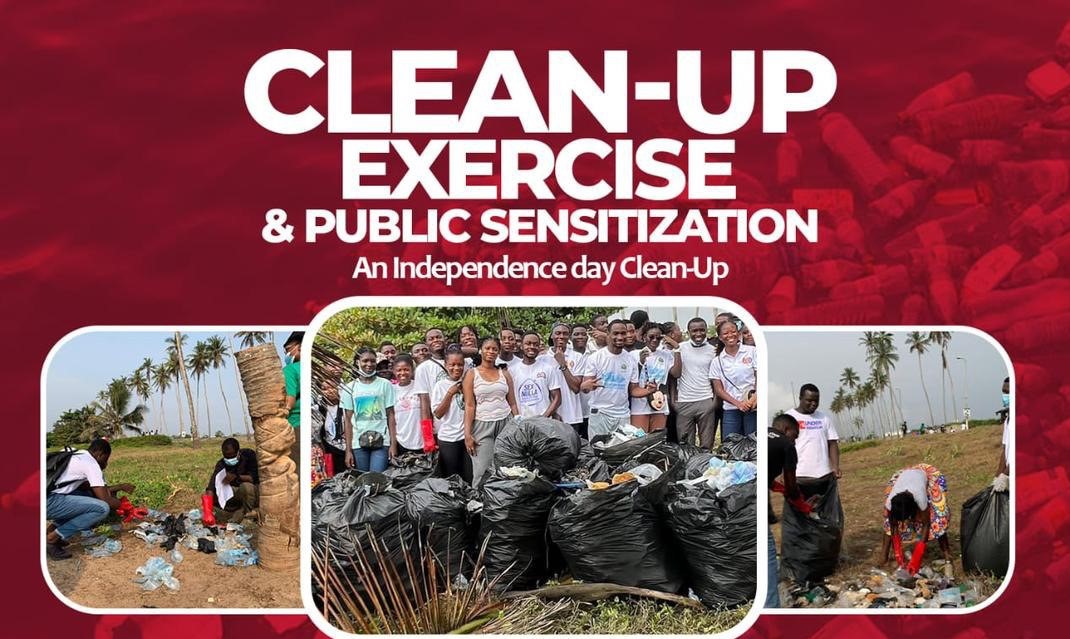 CLEAN-UP
EXERCISE
& PUBLIC SENSITIZATION
An Independence day Clean-Up